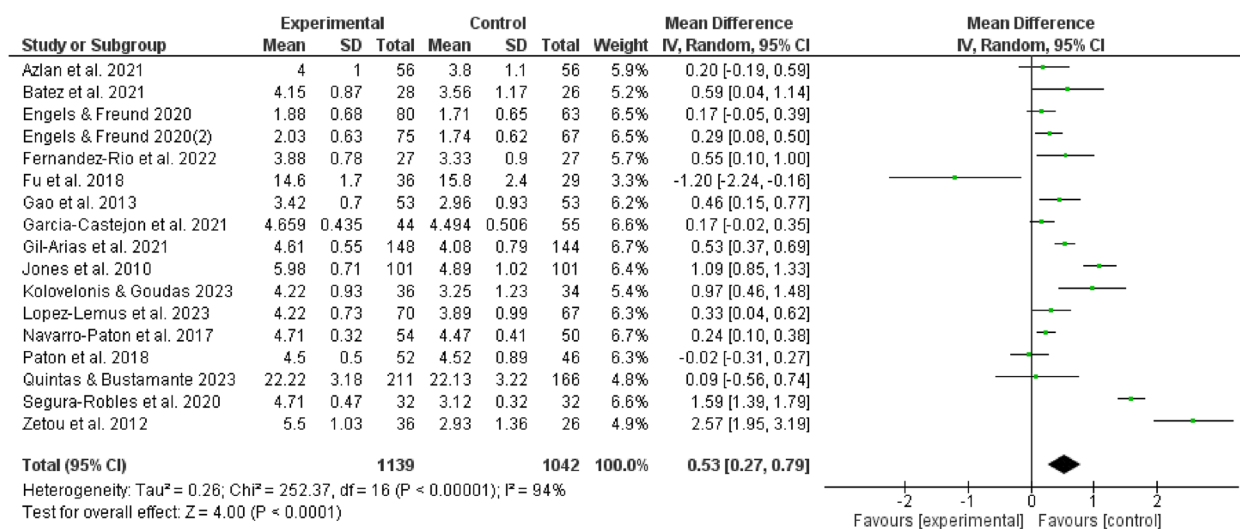 Experimental Control Mean Difference Mean Difference
Study or Subgroup Mean SD Total Mean SD Total Weight IV, Random, 95% CI IV, Random, 95% CI
Azlan et al. 2021 4 1 56 3.8 1.1 56 5.9% 0.20 [-0.19, 0.59]
Batez et al. 2021 4.15 0.87 28 3.56 1.17 26 5.2% 0.59 [0.04, 1.14]
Engels & Freund 2020 1.88 0.68 80 1.71 0.65 63 6.5% 0.17 [-0.05, 0.39]
Engels & Freund 2020(2) 2.03 0.63 75 1.74 0.62 67 6.5% 0.29 [0.08, 0.50]
Fernandez-Rio et al. 2022 3.88 0.78 27 3.33 0.9 27 5.7% 0.55 [0.10, 1.00]
Fu et al. 2018 14.6 1.7 36 15.8 2.4 29 3.3% -1.20 [-2.24, -0.16]
Gao et al. 2013 3.42 0.7 53 2.96 0.93 53 6.2% 0.46 [0.15, 0.77]
Garcia-Castejon et al. 2021 4.659 0.435 44 4.494 0.506 55 6.6% 0.17 [-0.02, 0.35]
Gil-Arias et al. 2021 4.61 0.55 148 4.08 0.79 144 6.7% 0.53 [0.37, 0.69]
Jones et al. 2010 5.98 0.71 101 4.89 1.02 101 6.4% 1.09 [0.85, 1.33]
Kolovelonis & Goudas 2023 4.22 0.93 36 3.25 1.23 34 5.4% 0.97 [0.46, 1.48]
Lopez-Lemus et al. 2023 4.22 0.73 70 3.89 0.99 67 6.3% 0.33 [0.04, 0.62]
Navarro-Paton et al. 2017 4.71 0.32 54 4.47 0.41 50 6.7% 0.24 [0.10, 0.38]
Paton et al. 2018 4.5 0.5 52 4.52 0.89 46 6.3% -0.02 [-0.31, 0.27]
Quintas & Bustamante 2023 22.22 3.18 211 22.13 3.22 166 4.8% 0.09 [-0.56, 0.74]
Segura-Robles et al. 2020 4.71 0.47 32 3.12 0.32 32 6.6% 1.59 [1.39, 1.79]
Zetou et al. 2012 5.5 1.03 36 2.93 1.36 26 4.9% 2.57 [1.95, 3.19]
Total (95% CI) 1139 1042 100.0% 0.53 [0.27, 0.79]
Heterogeneity: Tau² = 0.26; Chi² = 252.37, df = 16 (P < 0.00001); I² = 94%
Test for overall effect: Z = 4.00 (P < 0.0001)
-2 -1 0 1 2
Favours [experimental] Favours [control]